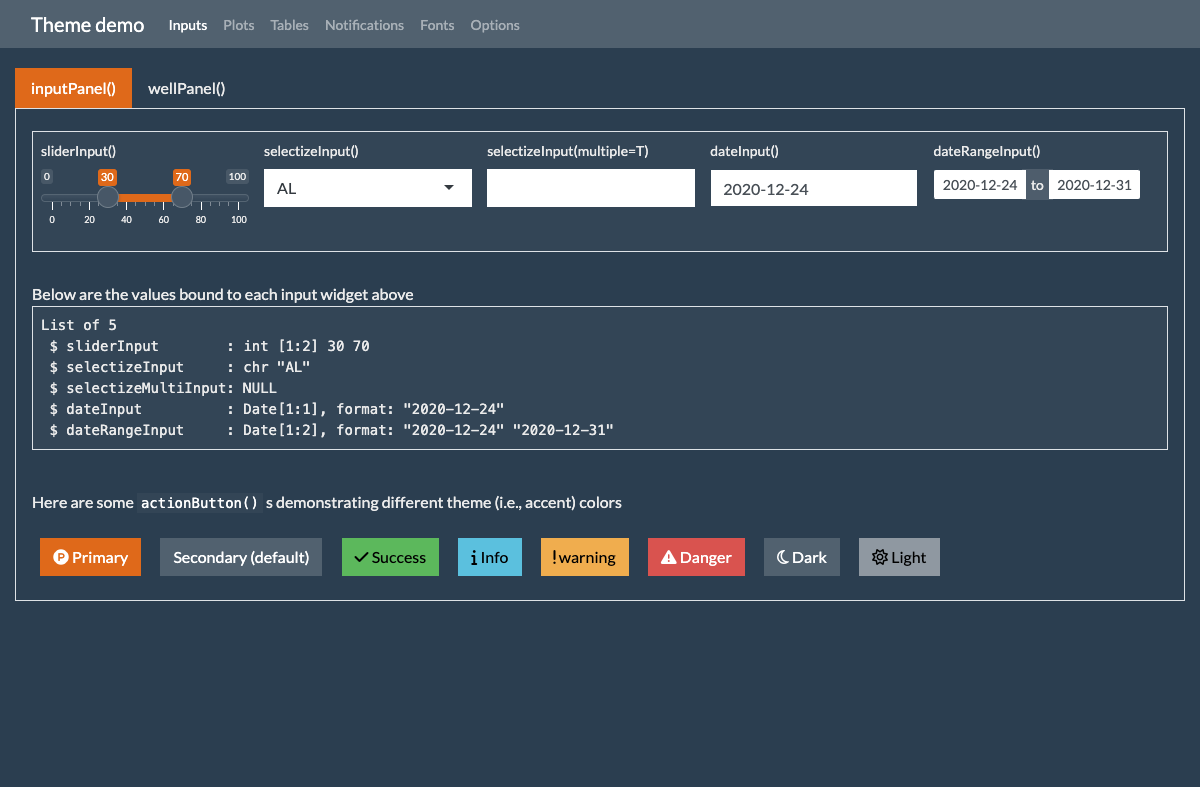 Theme demo Inputs Plots Tables Notifications Fonts Options
inputPanel() wellPanel()
sliderInput() selectizeInput() selectizeInput(multiple=T) dateInput() dateRangeInput()
0 30 70 100
AL 2020-12-24 2020-12-24 to 2020-12-31
0 20 40 60 80 100
Below are the values bound to each input widget above
List of 5
 $ sliderInput        : int [1:2] 30 70
 $ selectizeInput     : chr "AL"
 $ selectizeMultiInput: NULL
 $ dateInput          : Date[1:1], format: "2020-12-24"
 $ dateRangeInput     : Date[1:2], format: "2020-12-24" "2020-12-31"
Here are some actionButton() s demonstrating different theme (i.e., accent) colors
Primary Secondary (default) Success Info warning Danger Dark Light